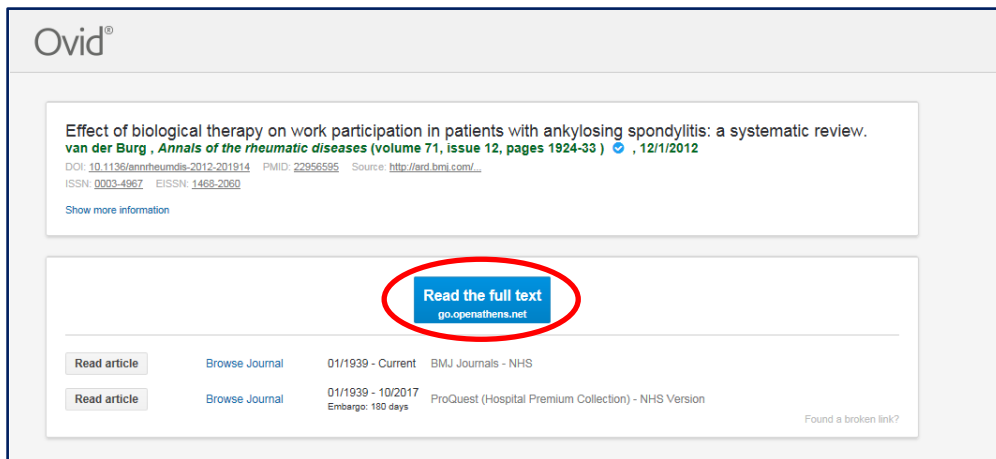 Ovid®
Effect of biological therapy on work participation in patients with ankylosing spondylitis: a systematic review.
van der Burg , Annals of the rheumatic diseases (volume 71, issue 12, pages 1924-33 ) , 12/1/2012
DOI: 10.1136/annrheumdis-2012-201914 PMID: 22956595 Source: http://ard.bmj.com/...
ISSN: 0003-4967 EISSN: 1468-2060
Show more information
Read the full text
go.openathens.net
Read article Browse Journal 01/1939 - Current BMJ Journals - NHS
Read article Browse Journal 01/1939 - 10/2017 ProQuest (Hospital Premium Collection) - NHS Version
Embargo: 180 days
Found a broken link?